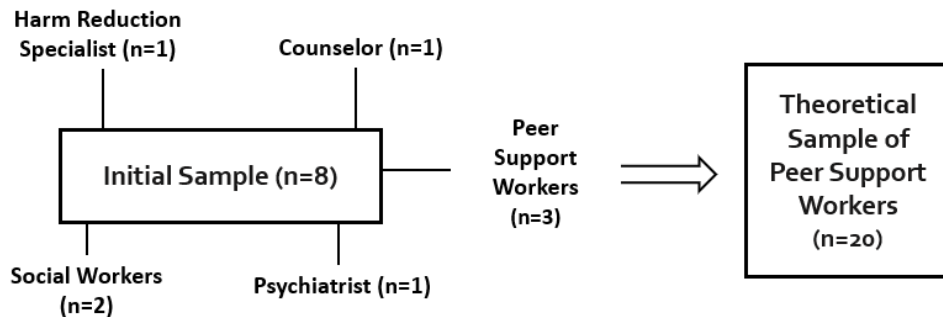 Harm Reduction
Specialist (n=1)
Counselor (n=1)
Initial Sample (n=8)
Peer
Support
Workers
(n=3)
Social Workers
(n=2)
Psychiatrist (n=1)
Theoretical
Sample of
Peer Support
Workers
(n=20)